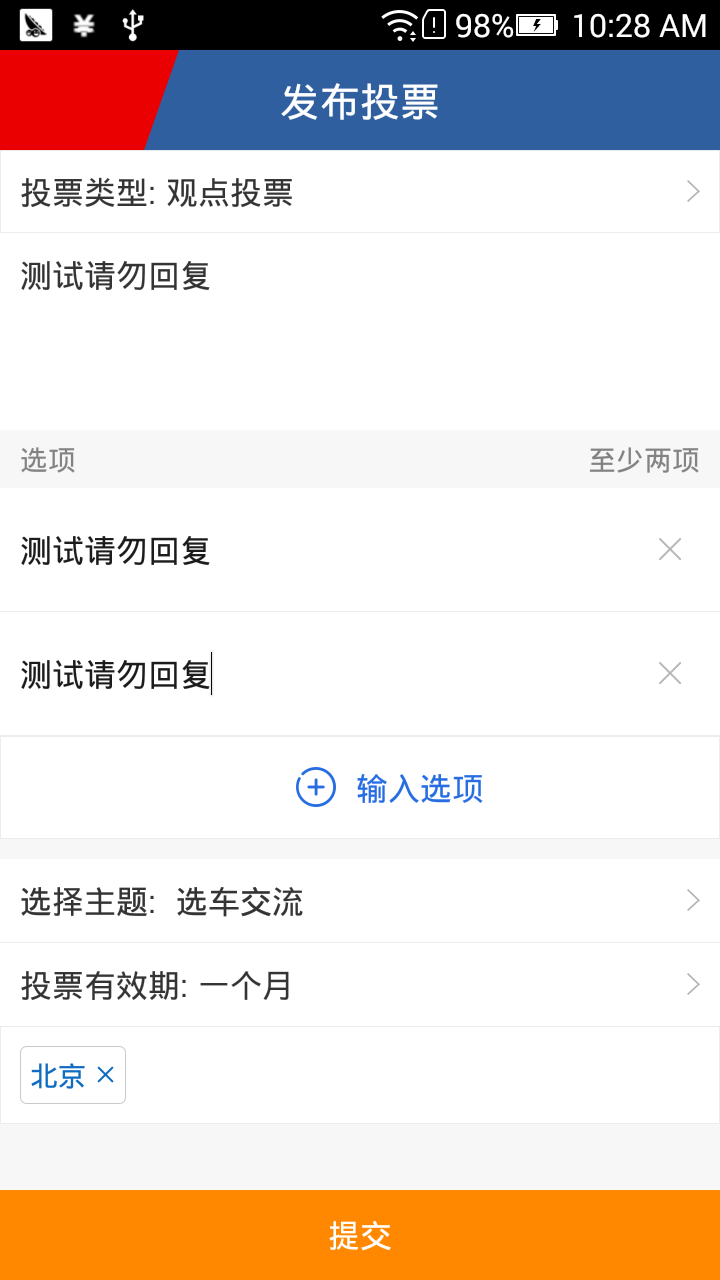 98% 10:28 AM
发布投票
投票类型: 观点投票
测试请勿回复
选项 至少两项
测试请勿回复
测试请勿回复
输入选项
选择主题: 选车交流
投票有效期: 一个月
北京
提交